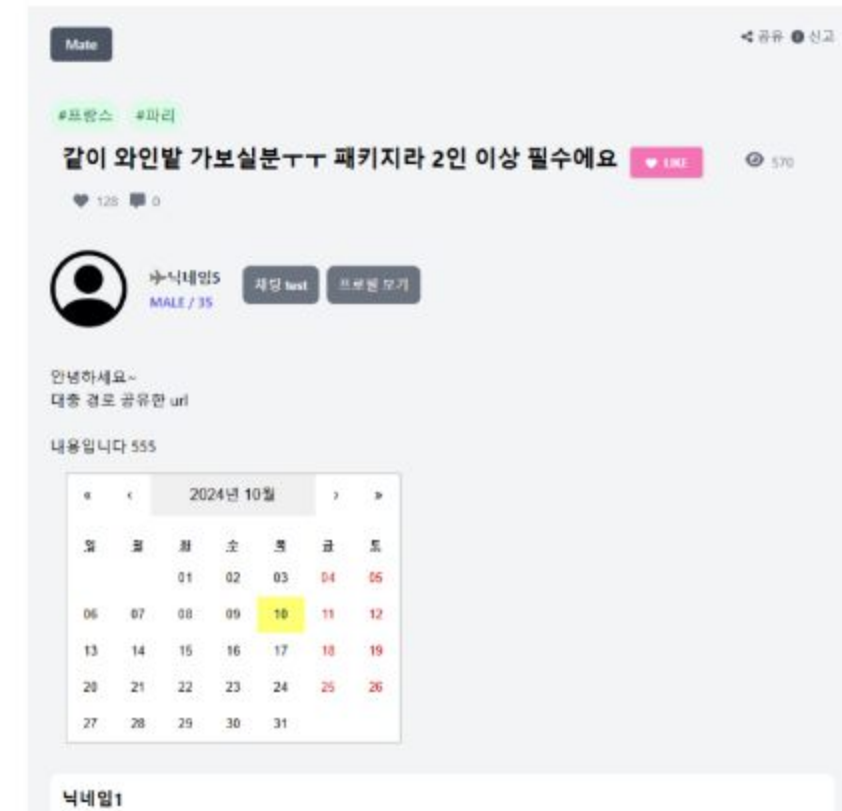 Mate
공유 신고
#프랑스 #파리
같이 와인밭 가보실분ㅜㅜ 패키지라 2인 이상 필수에요 LIKE 570
128 0
닉네임5 채팅 test 프로필 보기
MALE / 35
안녕하세요~
대충 경로 공유한 url
내용입니다 555
« ‹ 2024년 10월 › »
일 월 화 수 목 금 토
01 02 03 04 05
06 07 08 09 10 11 12
13 14 15 16 17 18 19
20 21 22 23 24 25 26
27 28 29 30 31
닉네임1